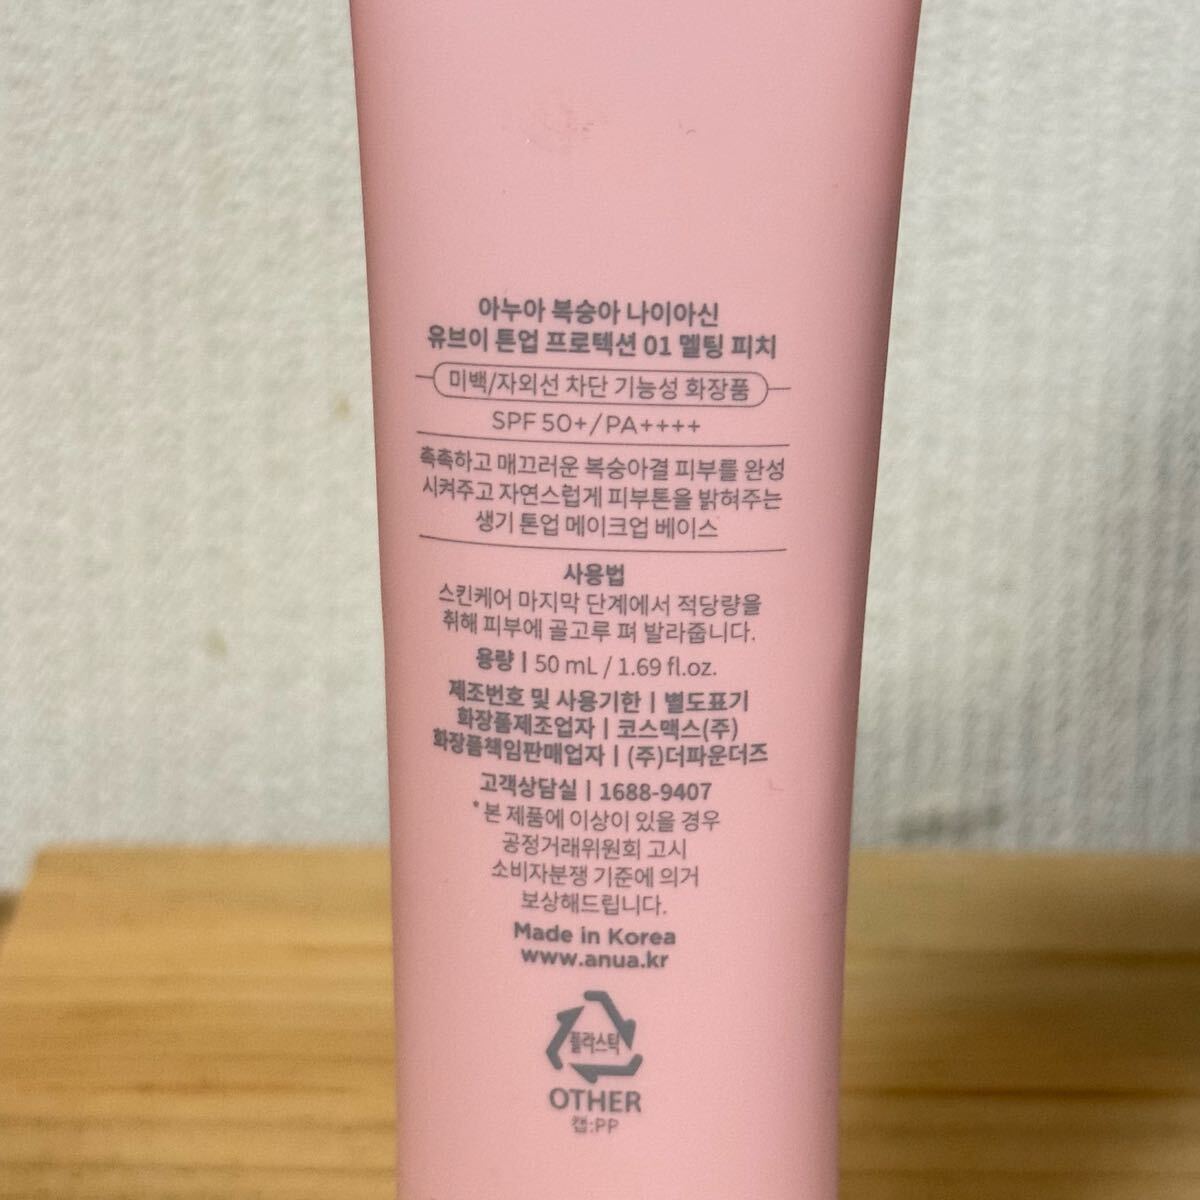 아누아 복숭아 나이아신
유브이 톤업 프로텍션 01 멜팅 피치
미백/자외선 차단 기능성 화장품
SPF 50+/PA++++
촉촉하고 매끄러운 복숭아결 피부를 완성
시켜주고 자연스럽게 피부톤을 밝혀주는
생기 톤업 메이크업 베이스
사용법
스킨케어 마지막 단계에서 적당량을
취해 피부에 골고루 펴 발라줍니다.
용량 | 50 mL / 1.69 fl.oz.
제조번호 및 사용기한 | 별도표기
화장품제조업자 | 코스맥스(주)
화장품책임판매업자 | (주)더파운더즈
고객상담실 | 1688-9407
*본 제품에 이상이 있을 경우
공정거래위원회 고시
소비자분쟁 기준에 의거
보상해드립니다.
Made in Korea
www.anua.kr
플라스틱
OTHER
캡:PP